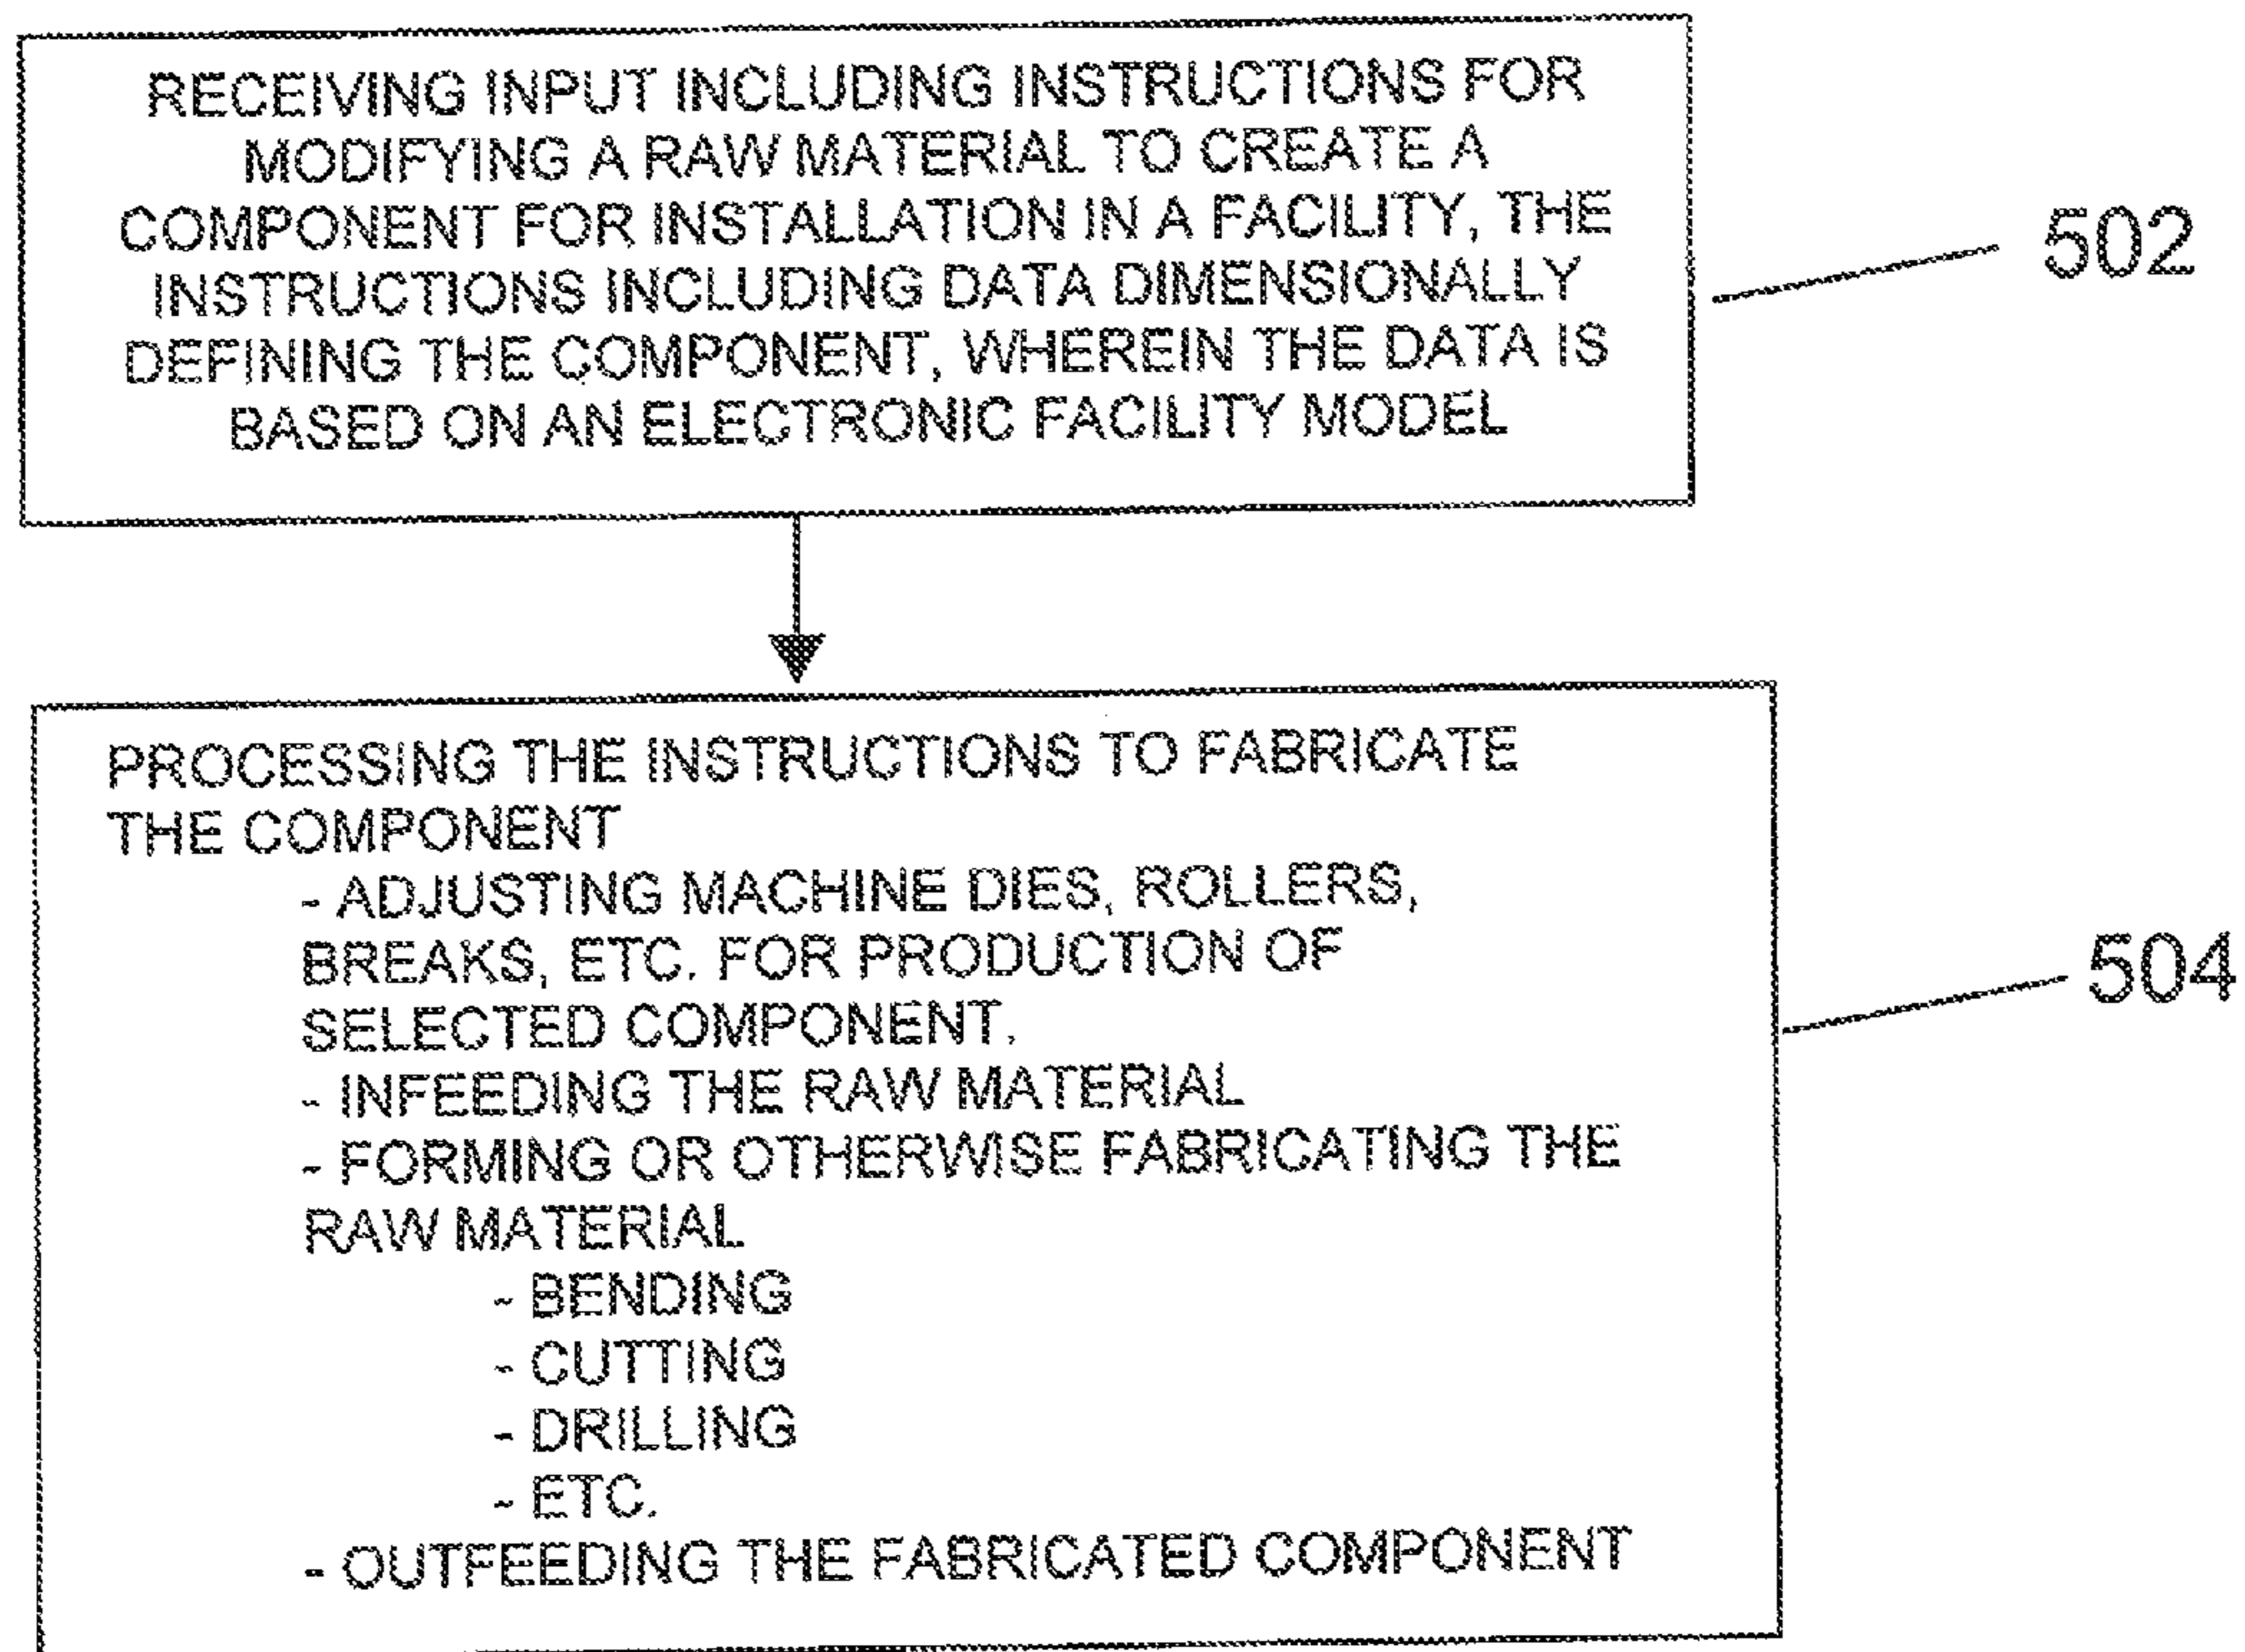 RECEIVING INPUT INCLUDING INSTRUCTIONS FOR
MODIFYING A RAW MATERIAL TO CREATE A
COMPONENT FOR INSTALLATION IN A FACILITY, THE
INSTRUCTIONS INCLUDING DATA DIMENSIONALLY
DEFINING THE COMPONENT, WHEREIN THE DATA IS
BASED ON AN ELECTRONIC FACILITY MODEL
502
PROCESSING THE INSTRUCTIONS TO FABRICATE
THE COMPONENT
- ADJUSTING MACHINE DIES, ROLLERS,
BREAKS, ETC. FOR PRODUCTION OF
SELECTED COMPONENT.
- INFEEDING THE RAW MATERIAL
- FORMING OR OTHERWISE FABRICATING THE
RAW MATERIAL
- BENDING
- CUTTING
- DRILLING
- ETC.
- OUTFEEDING THE FABRICATED COMPONENT
504